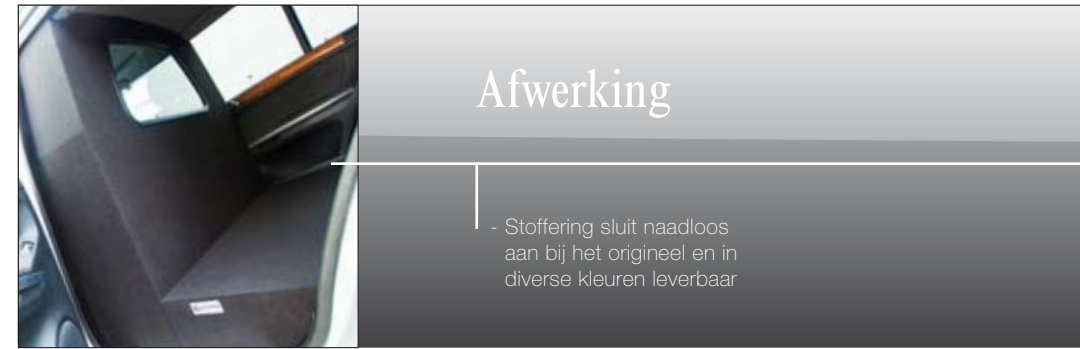 Afwerking
- Stoffering sluit naadloos
aan bij het origineel en in
diverse kleuren leverbaar